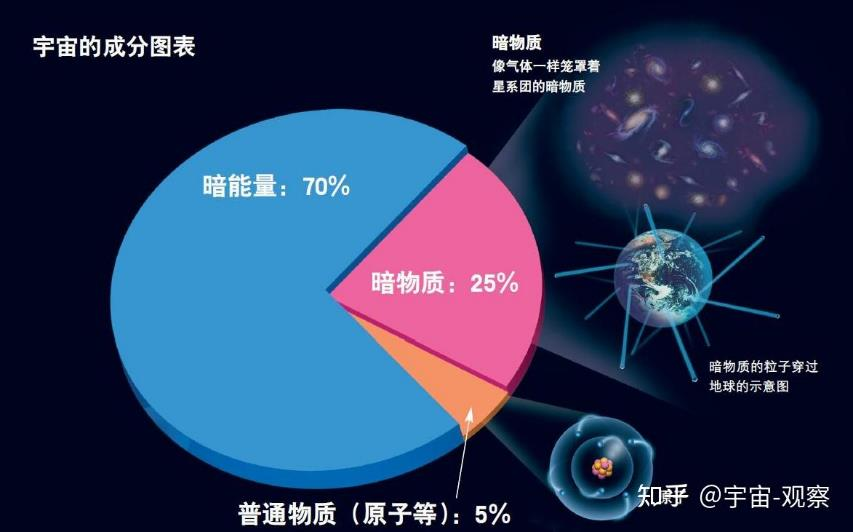 宇宙的成分图表
暗物质
像气体一样笼罩着
星系团的暗物质
暗能量：70%
暗物质：25%
暗物质的粒子穿过
地球的示意图
普通物质（原子等）：5%
知乎 @宇宙-观察